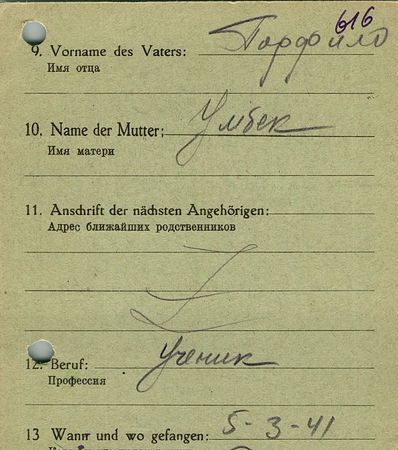 616
9. Vorname des Vaters: Порфило
Имя отца
10. Name der Mutter: Умбек
Имя матери
11. Anschrift der nächsten Angehörigen:
Адрес ближайших родственников
12. Beruf: Ученик
Профессия
13 Wann und wo gefangen: 5-3-41